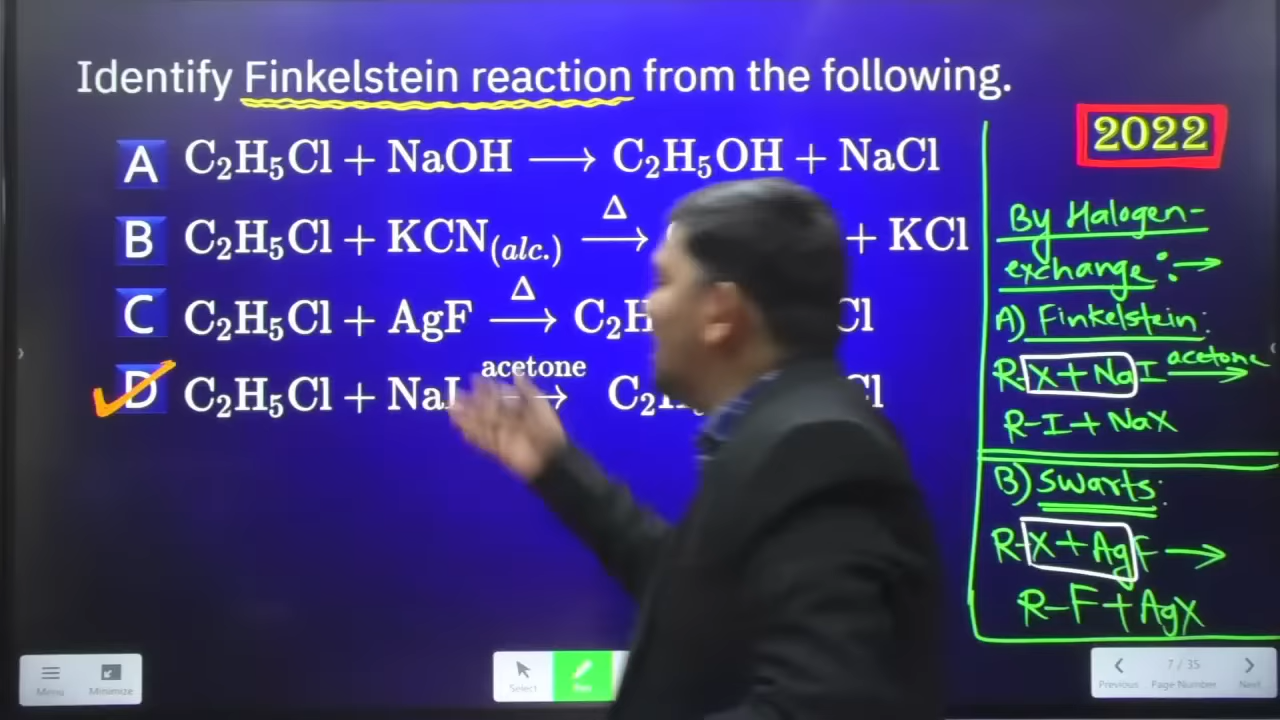 Identify Finkelstein reaction from the following.
A C₂H₅Cl + NaOH ⟶ C₂H₅OH + NaCl
B C₂H₅Cl + KCN(alc.) Δ⟶ + KCl
C C₂H₅Cl + AgF Δ⟶ C₂H Cl
D C₂H₅Cl + NaI acetone⟶ C₂H₅ Cl
2022
By Halogen-
exchange :→
A) Finkelstein:
R-X + NaI acetone⟶
R-I + NaX
B) Swarts:
R-X + AgF ⟶
R-F + AgX
Menu
Minimize
Select
Pen
Previous
7 / 35
Page Number
Next